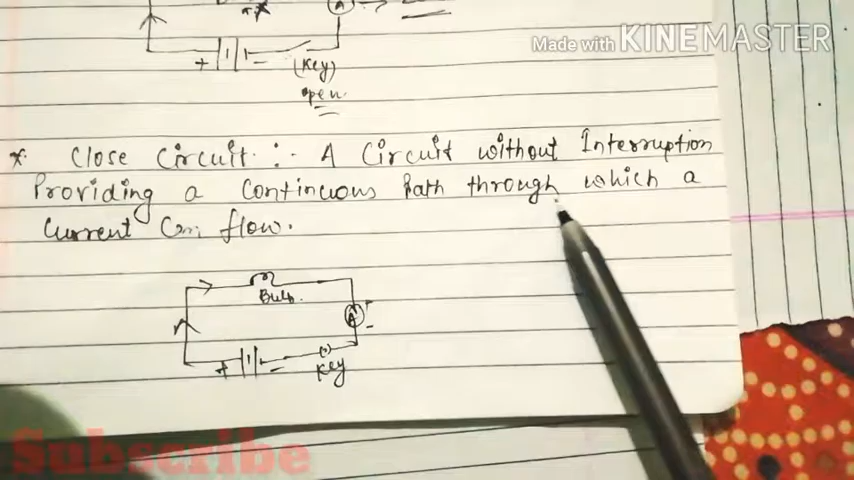 A
+ -
(Key)
open.
Made with KINEMASTER
* Close Circuit :- A Circuit without Interruption
Providing a Continuous Path through which a
Current Can flow.
Bulb.
A
+
-
+ -
Key
Subscribe